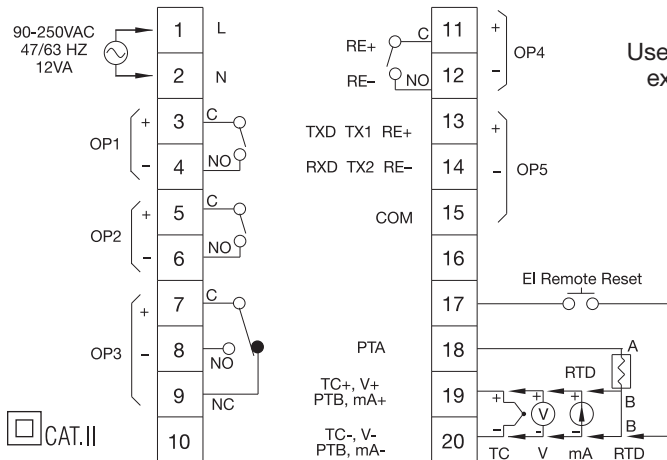 90-250VAC
47/63 HZ
12VA
1 L
2 N
OP1
+ 3 C
- 4 NO
OP2
+ 5 C
- 6 NO
OP3
+ 7 C
- 8 NO
9 NC
10
CAT.II
RE+ C 11 +
RE- NO 12 -
OP4
TXD TX1 RE+ 13 +
RXD TX2 RE- 14 -
OP5
COM 15
16
17 EI Remote Reset
PTA 18 A
RTD
TC+, V+
PTB, mA+
19 + + + B
V
TC-, V-
PTB, mA-
20 - - - B
TC V mA RTD
Use
ex